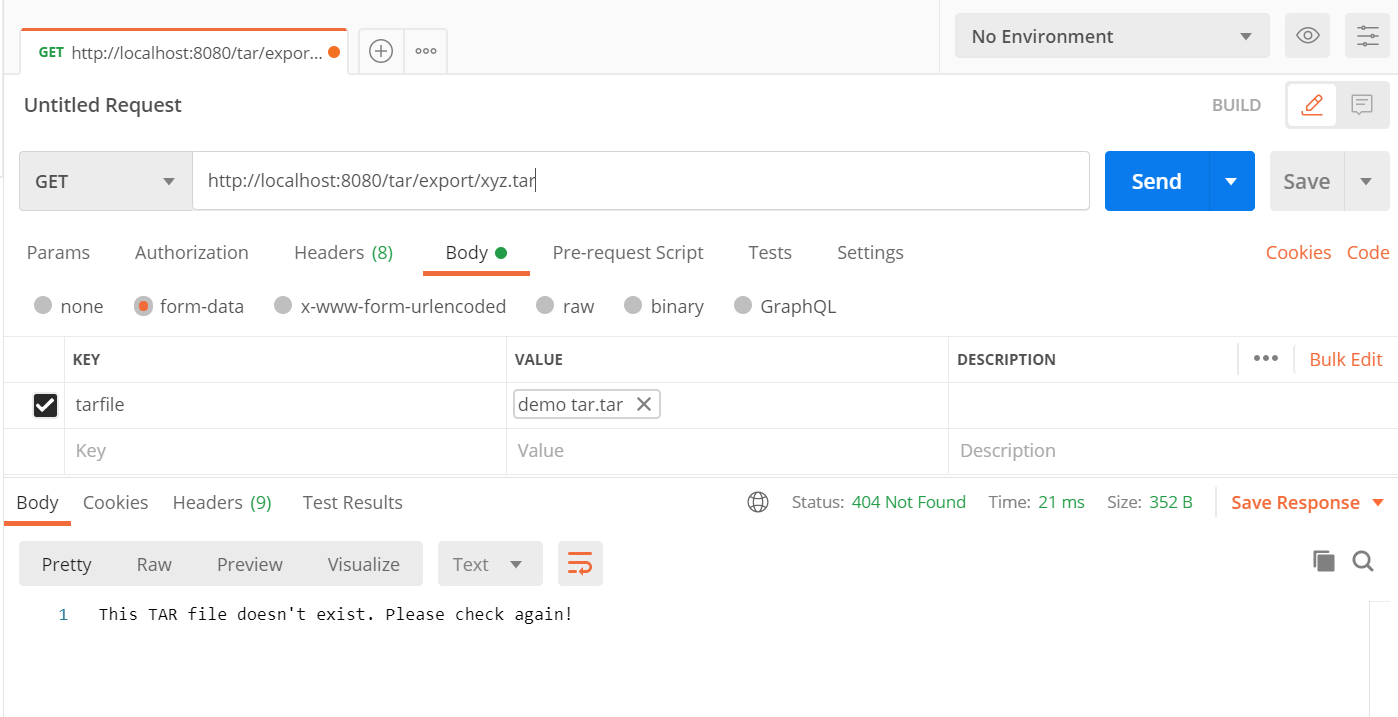 GET http://localhost:8080/tar/expor...
No Environment
Untitled Request
BUILD
GET
http://localhost:8080/tar/export/xyz.tar
Send
Save
Params Authorization Headers (8) Body Pre-request Script Tests Settings Cookies Code
none form-data x-www-form-urlencoded raw binary GraphQL
KEY VALUE DESCRIPTION Bulk Edit
tarfile demo tar.tar
Key Value Description
Body Cookies Headers (9) Test Results Status: 404 Not Found Time: 21 ms Size: 352 B Save Response
Pretty Raw Preview Visualize Text
1 This TAR file doesn't exist. Please check again!